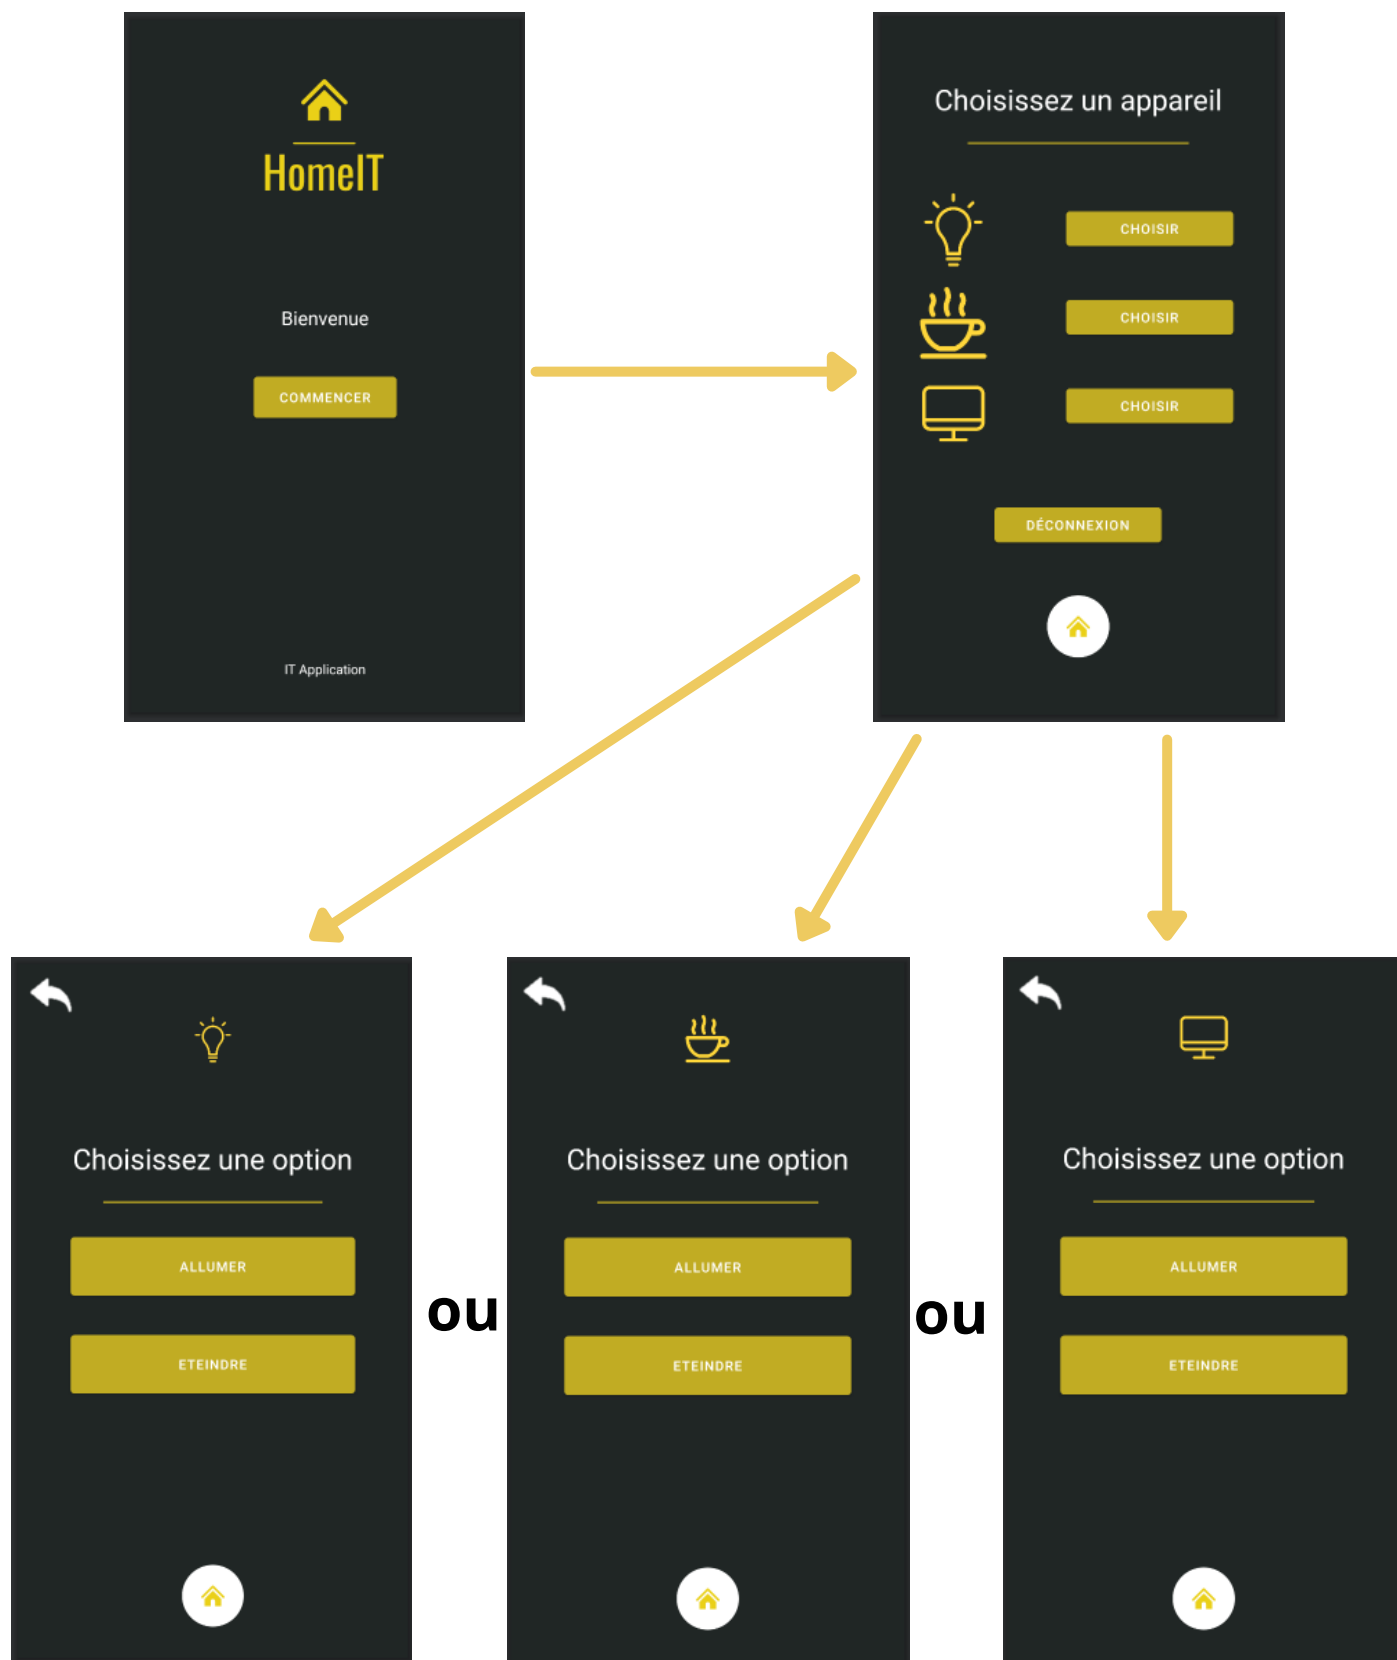 HomeIT
Bienvenue
COMMENCER
IT Application
Choisissez un appareil
CHOISIR
CHOISIR
CHOISIR
DÉCONNEXION
Choisissez une option
ALLUMER
ETEINDRE
ou
Choisissez une option
ALLUMER
ETEINDRE
ou
Choisissez une option
ALLUMER
ETEINDRE